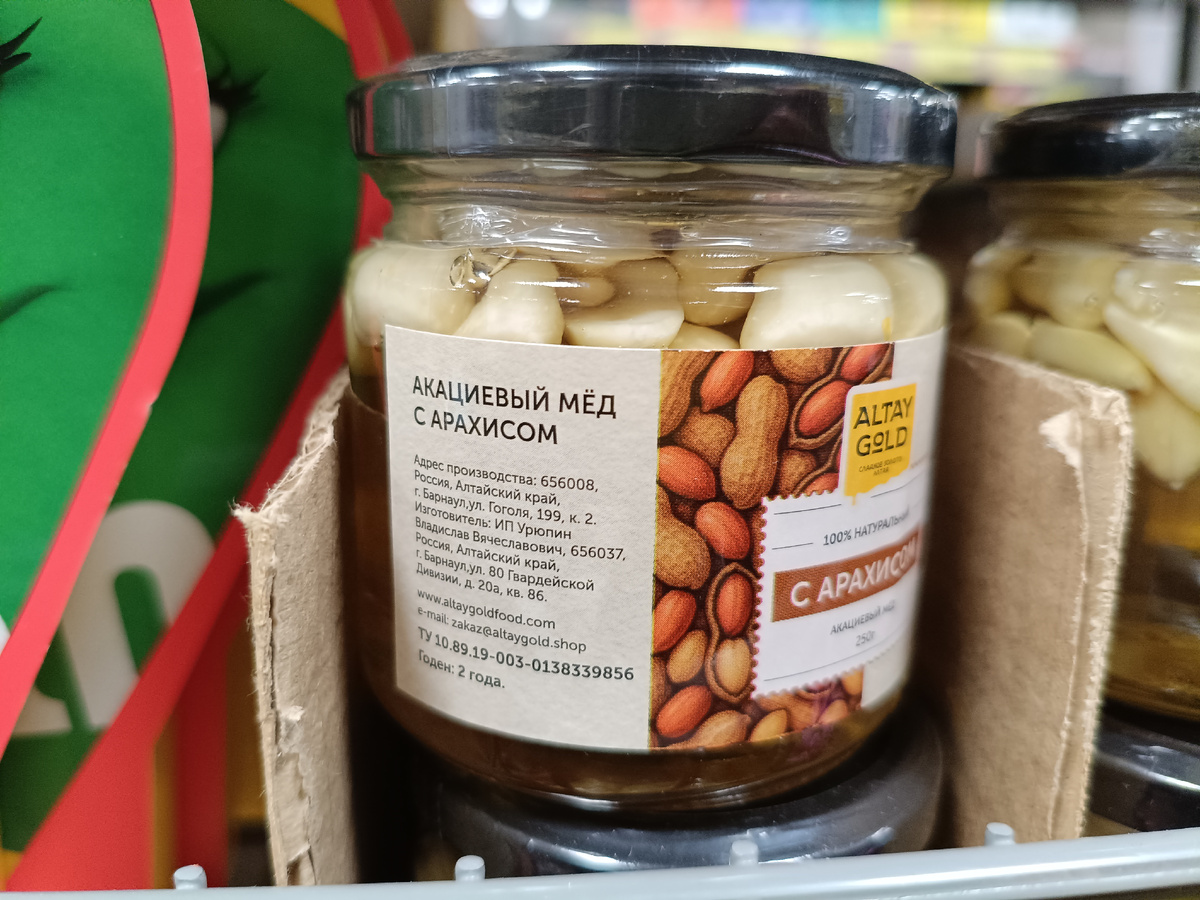 АКАЦИЕВЫЙ МЁД
С АРАХИСОМ
Адрес производства: 656008,
Россия, Алтайский край,
г. Барнаул,ул. Гоголя, 199, к. 2.
Изготовитель: ИП Урюпин
Владислав Вячеславович, 656037,
Россия, Алтайский край,
г. Барнаул,ул. 80 Гвардейской
Дивизии, д. 20а, кв. 86.
www.altaygoldfood.com
e-mail: zakaz@altaygold.shop
ТУ 10.89.19-003-0138339856
Годен: 2 года.
ALTAY
GOLD
100% НАТУРАЛЬНЫЙ
С АРАХИСОМ
АКАЦИЕВЫЙ МЁД
250г